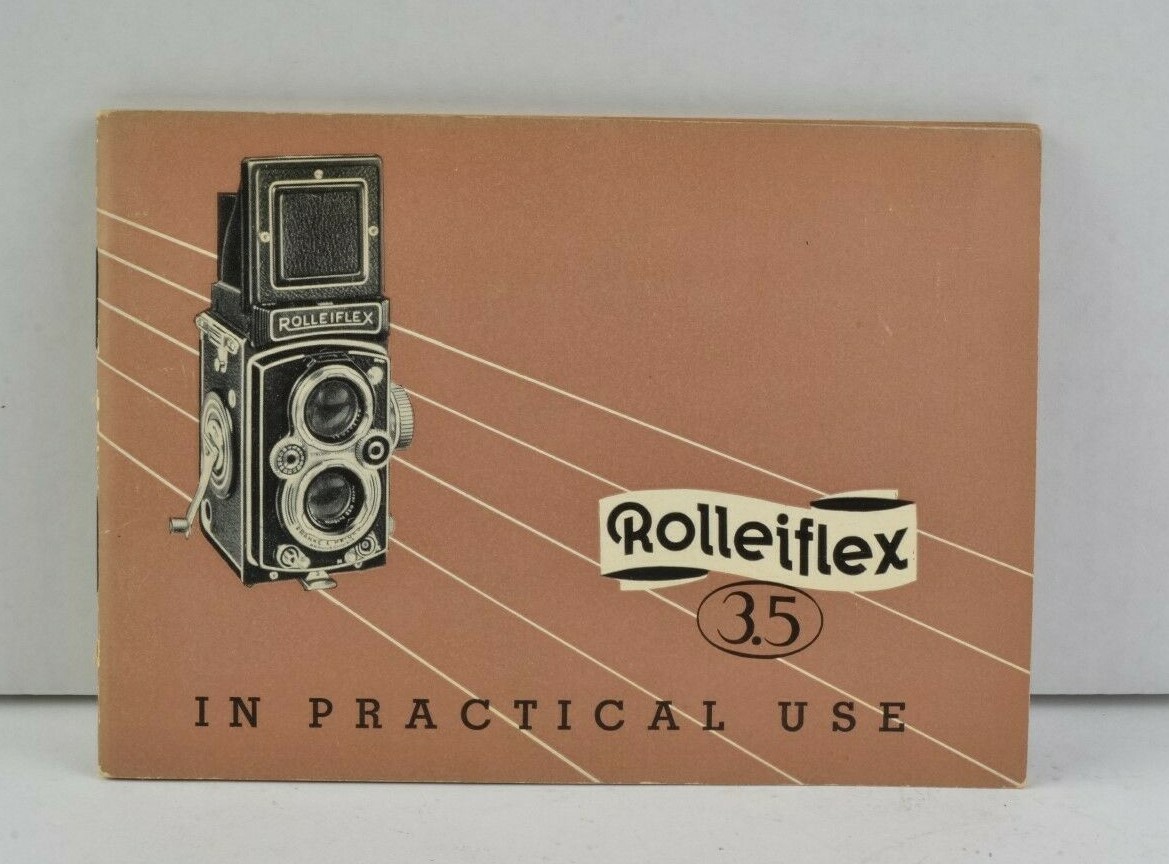 ROLLEIFLEX
Rolleiflex
3.5
IN PRACTICAL USE